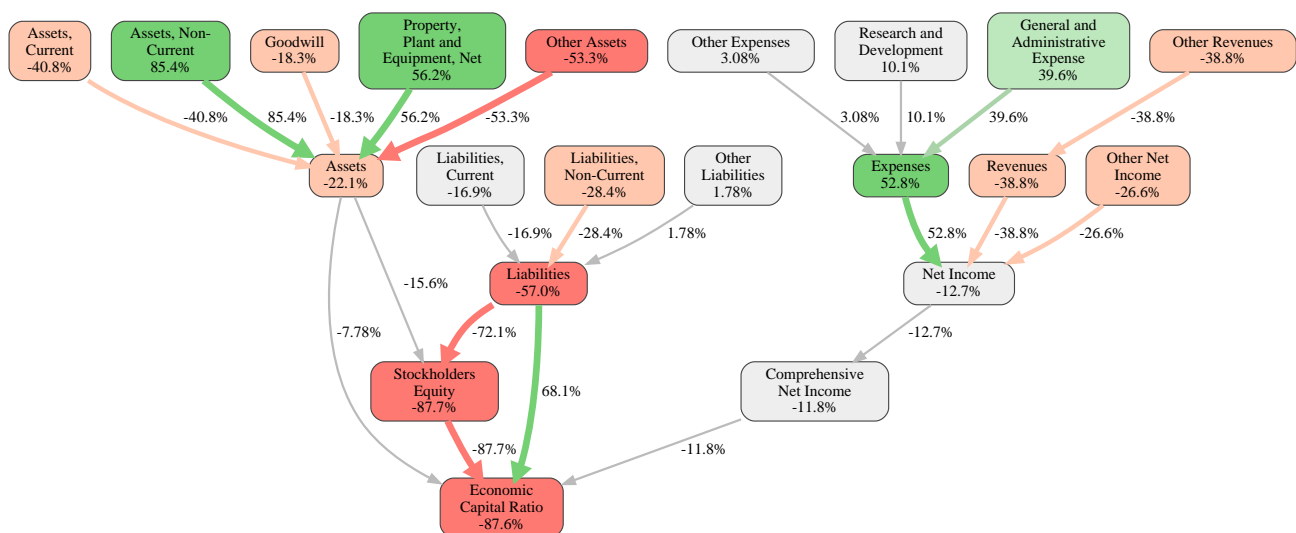 Assets,
Current
-40.8%
Assets, Non-
Current
85.4%
Goodwill
-18.3%
Property,
Plant and
Equipment, Net
56.2%
Other Assets
-53.3%
Other Expenses
3.08%
Research and
Development
10.1%
General and
Administrative
Expense
39.6%
Other Revenues
-38.8%
-40.8%
85.4%
-18.3%
56.2%
-53.3%
3.08%
10.1%
39.6%
-38.8%
Assets
-22.1%
Liabilities,
Current
-16.9%
Liabilities,
Non-Current
-28.4%
Other
Liabilities
1.78%
Expenses
52.8%
Revenues
-38.8%
Other Net
Income
-26.6%
-16.9%
-28.4%
1.78%
52.8%
-38.8%
-26.6%
Liabilities
-57.0%
Net Income
-12.7%
-15.6%
-7.78%
-72.1%
68.1%
-12.7%
Stockholders
Equity
-87.7%
Comprehensive
Net Income
-11.8%
-87.7%
-11.8%
Economic
Capital Ratio
-87.6%